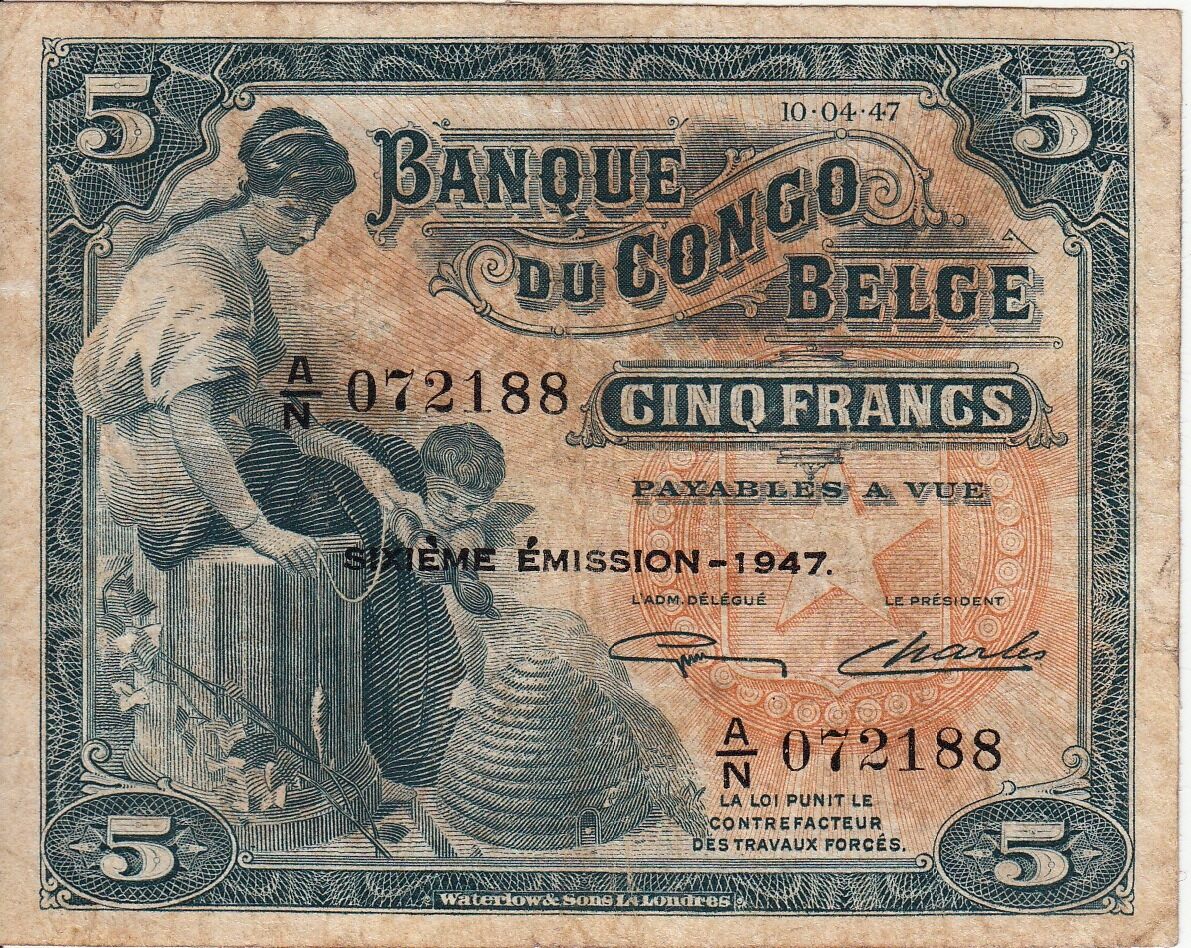 5 5
10·04·47
BANQUE
DU CONGO
BELGE
A/N 072188
CINQ FRANCS
PAYABLES A VUE
SIXIÈME ÉMISSION - 1947.
L'ADM. DÉLÉGUÉ LE PRÉSIDENT
Charles
A/N 072188
LA LOI PUNIT LE
CONTREFACTEUR
DES TRAVAUX FORCÉS.
5 5
Waterlow & Sons Ld Londres